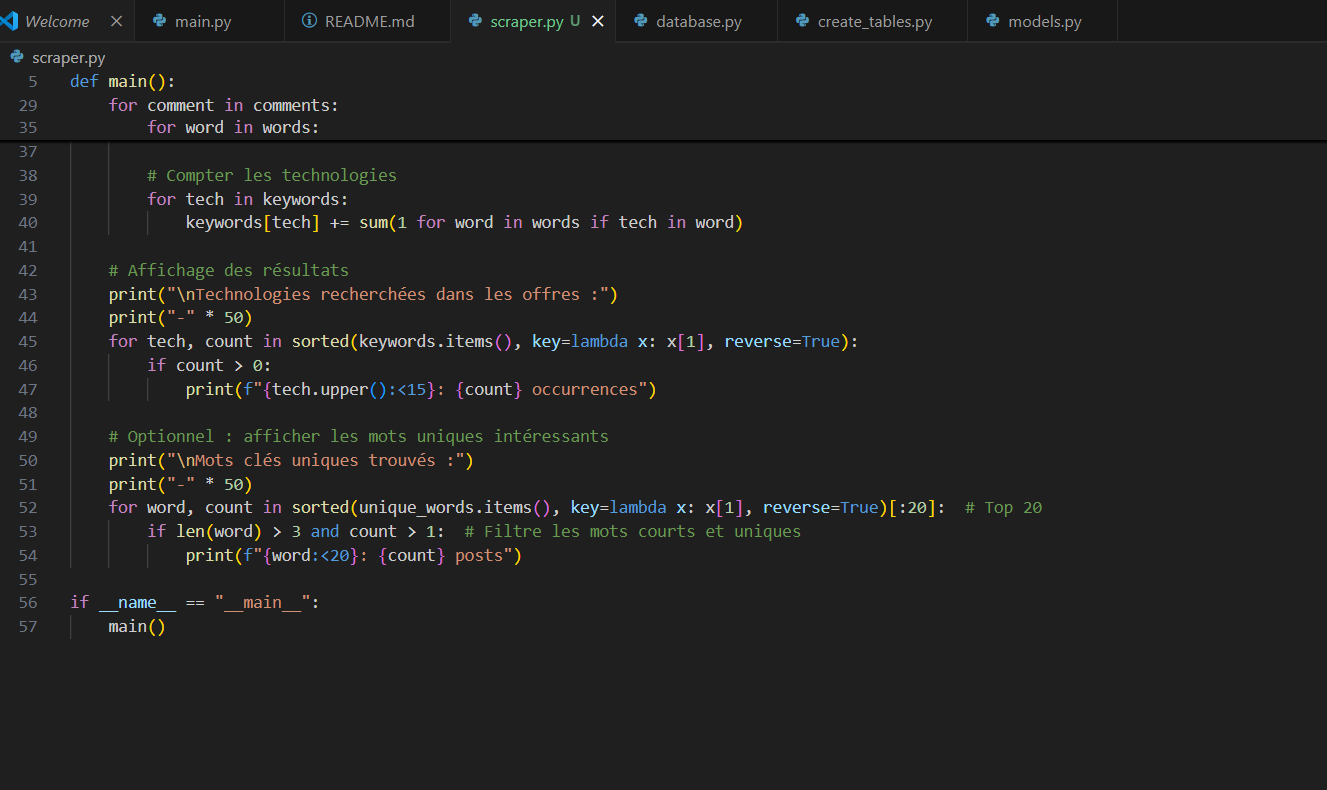 Welcome main.py README.md scraper.py U database.py create_tables.py models.py
scraper.py
5 def main():
29     for comment in comments:
35         for word in words:
37
38         # Compter les technologies
39         for tech in keywords:
40             keywords[tech] += sum(1 for word in words if tech in word)
41
42     # Affichage des résultats
43     print("\nTechnologies recherchées dans les offres :")
44     print("-" * 50)
45     for tech, count in sorted(keywords.items(), key=lambda x: x[1], reverse=True):
46         if count > 0:
47             print(f"{tech.upper():<15}: {count} occurrences")
48
49     # Optionnel : afficher les mots uniques intéressants
50     print("\nMots clés uniques trouvés :")
51     print("-" * 50)
52     for word, count in sorted(unique_words.items(), key=lambda x: x[1], reverse=True)[:20]:  # Top 20
53         if len(word) > 3 and count > 1:  # Filtre les mots courts et uniques
54             print(f"{word:<20}: {count} posts")
55
56 if __name__ == "__main__":
57     main()